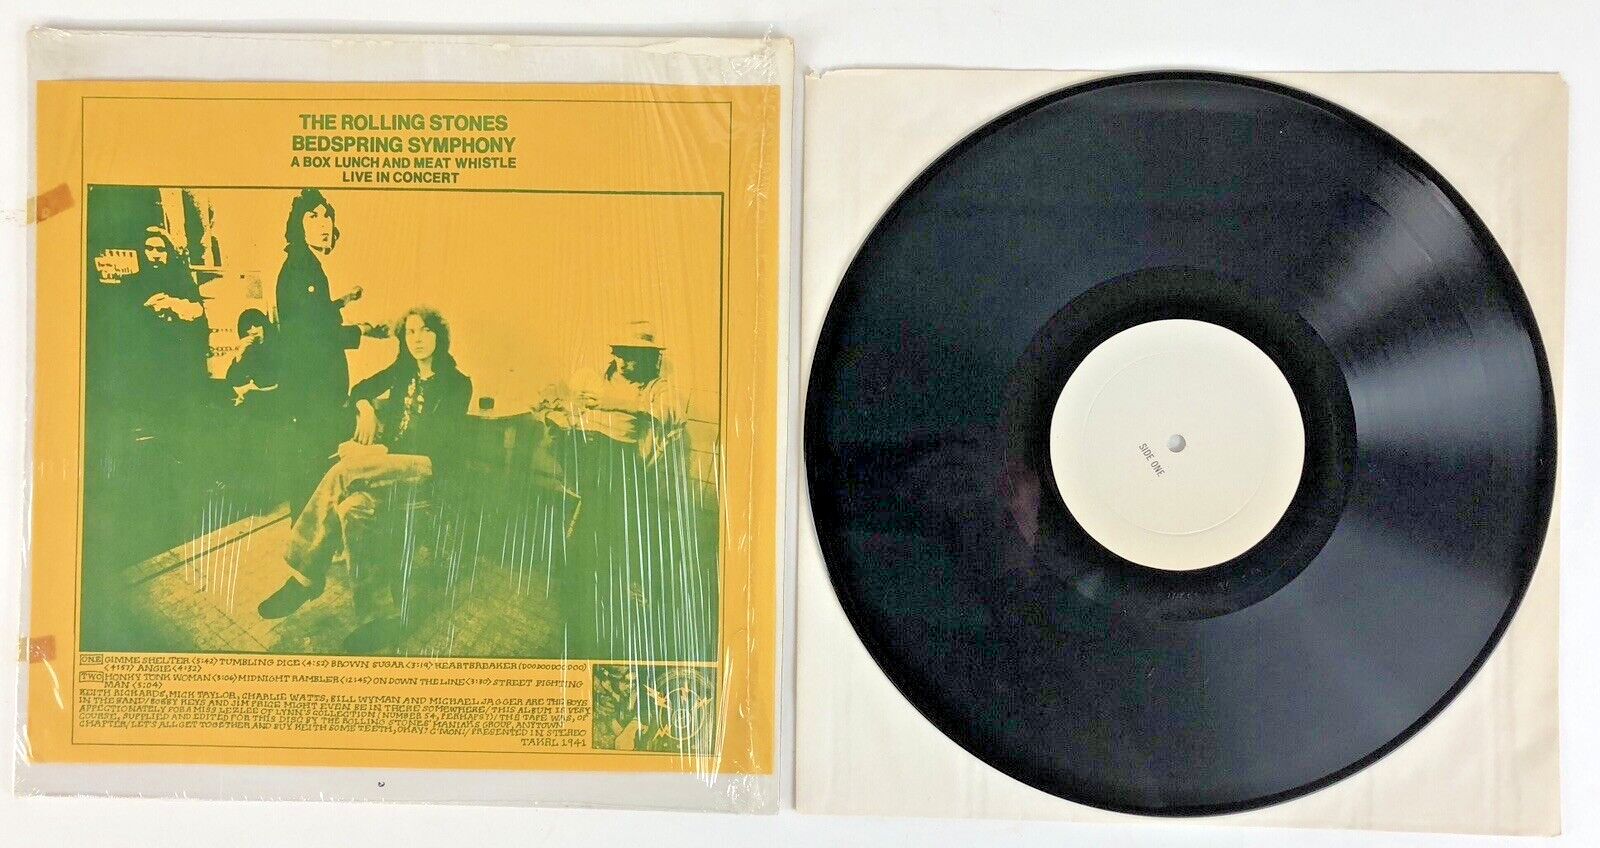 THE ROLLING STONES
BEDSPRING SYMPHONY
A BOX LUNCH AND MEAT WHISTLE
LIVE IN CONCERT
ONE GIMME SHELTER (5:42) TUMBLING DICE (4:52) BROWN SUGAR (3:19) HEARTBREAKER (DOODOODOODOO)
(4:57) ANGIE (4:32)
TWO HONKY TONK WOMAN (3:06) MIDNIGHT RAMBLER (12:45) ON DOWN THE LINE (3:50) STREET FIGHTING
MAN (5:04)
KEITH RICHARDS, MICK TAYLOR, CHARLIE WATTS, BILL WYMAN AND MICHAEL JAGGER ARE THE BOYS
IN THE BAND/ BOBBY KEYS AND JIM PRICE MIGHT EVEN BE IN THERE SOMEWHERE/ THIS ALBUM IS VERY
AFFECTIONATELY FOR A MISS LEDLEE OF LYNN'S COLLECTION (NUMBER 54, PERHAPS?)/ THIS TAPE WAS, OF
COURSE, SUPPLIED AND EDITED FOR THIS DISC BY THE ROLLING STONES' MANIACS GROUP, ANYTOWN
CHAPTER/ LET'S ALL GET TOGETHER AND BUY KEITH SOME TEETH, OKAY? C'MON!/ PRESENTED IN STEREO
TAKRL 1941
SIDE ONE